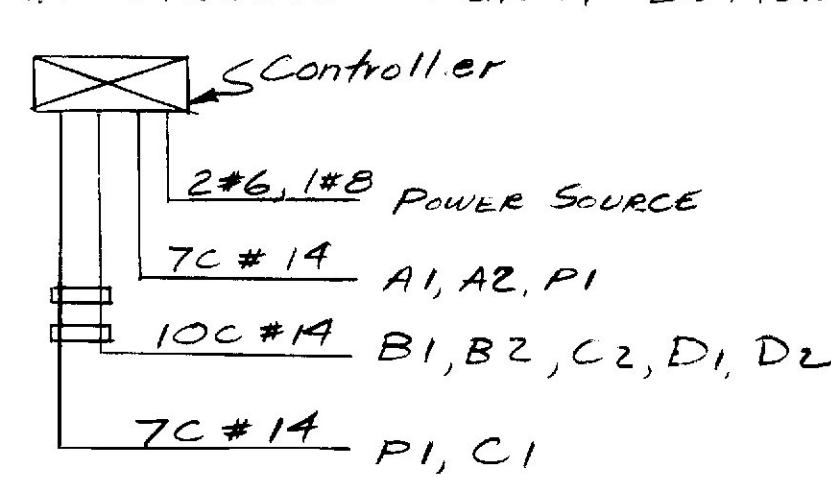 Controller
2#6, 1#8 POWER SOURCE
7C # 14 A1, A2, P1
10C #14 B1, B2, C2, D1, D2
7C # 14 P1, C1